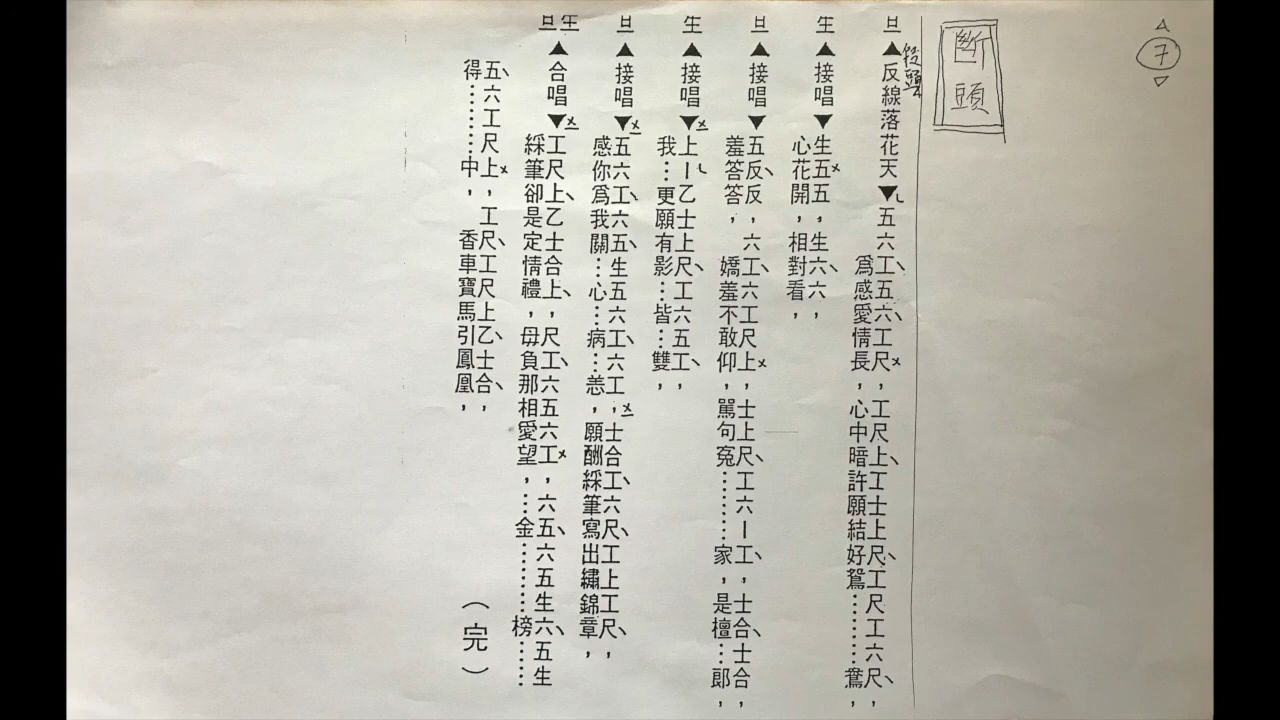 7
斷頭
段頭
旦▲反線落花天▼五六工五六工尺,工尺上工士上尺工尺工六尺,
為感愛情長,心中暗許願結好鴛………鴦,
生▲接唱▼生五五,生六六,
心花開,相對看,
旦▲接唱▼五反反,六工六工尺上,士上尺工六ー工,士合士合,
羞答答,嬌羞不敢仰,罵句寃………家,是檀…郎,
生▲接唱▼上ー乙士上尺工六五工,
我…更願有影…皆…雙,
旦▲接唱▼五六工六五生五六工六工,士合工六尺工上工尺,
感你為我關…心…病…恙,願酬綵筆寫出繡錦章,
生旦▲合唱▼工尺上乙士合上,尺工六五六工,六五六五生六五生
綵筆卻是定情禮,毋負那相愛望,…金………榜……
五六工尺上,工尺工尺上乙士合,
得………中,香車寶馬引鳳凰,
(完)